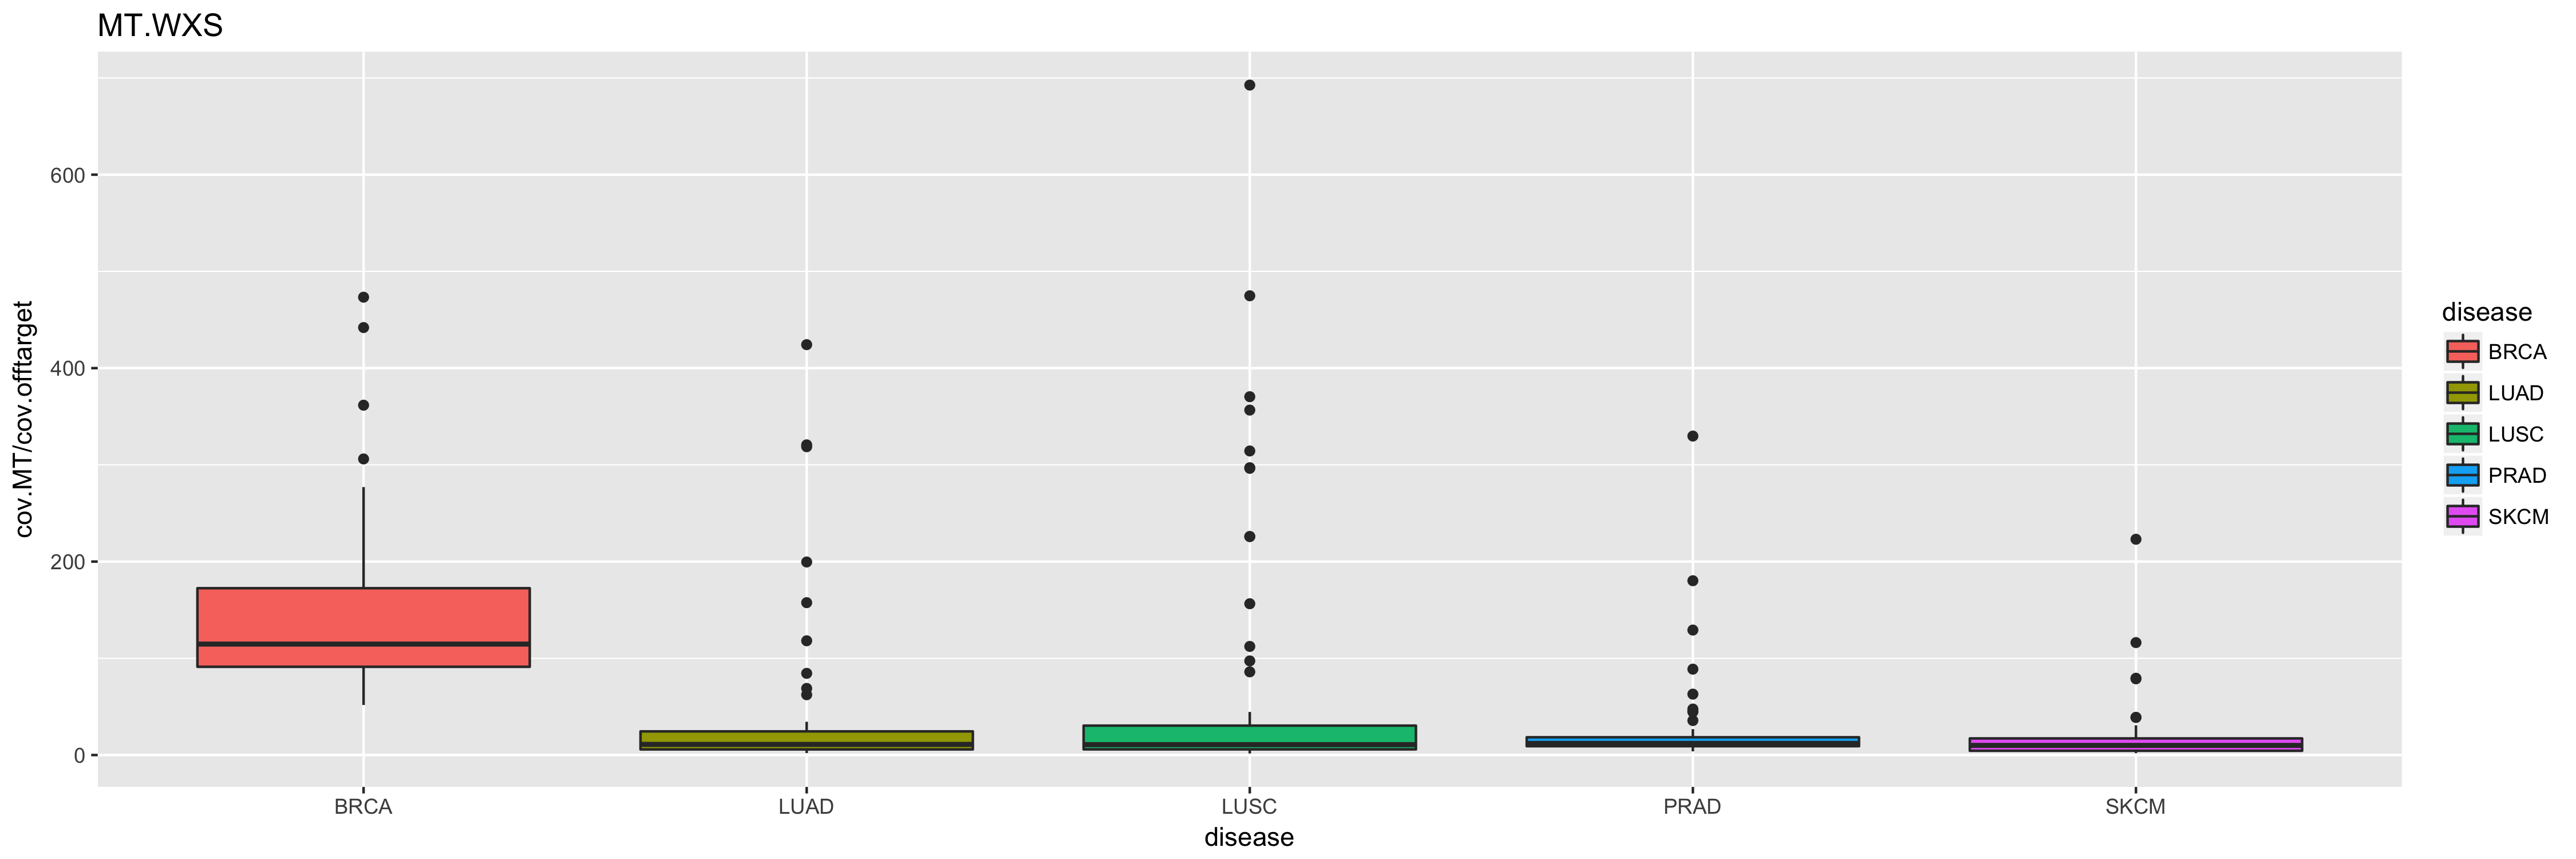 MT.WXS
cov.MT/cov.offtarget
600
400
200
0
BRCA
LUAD
LUSC
PRAD
SKCM
disease
disease
BRCA
LUAD
LUSC
PRAD
SKCM